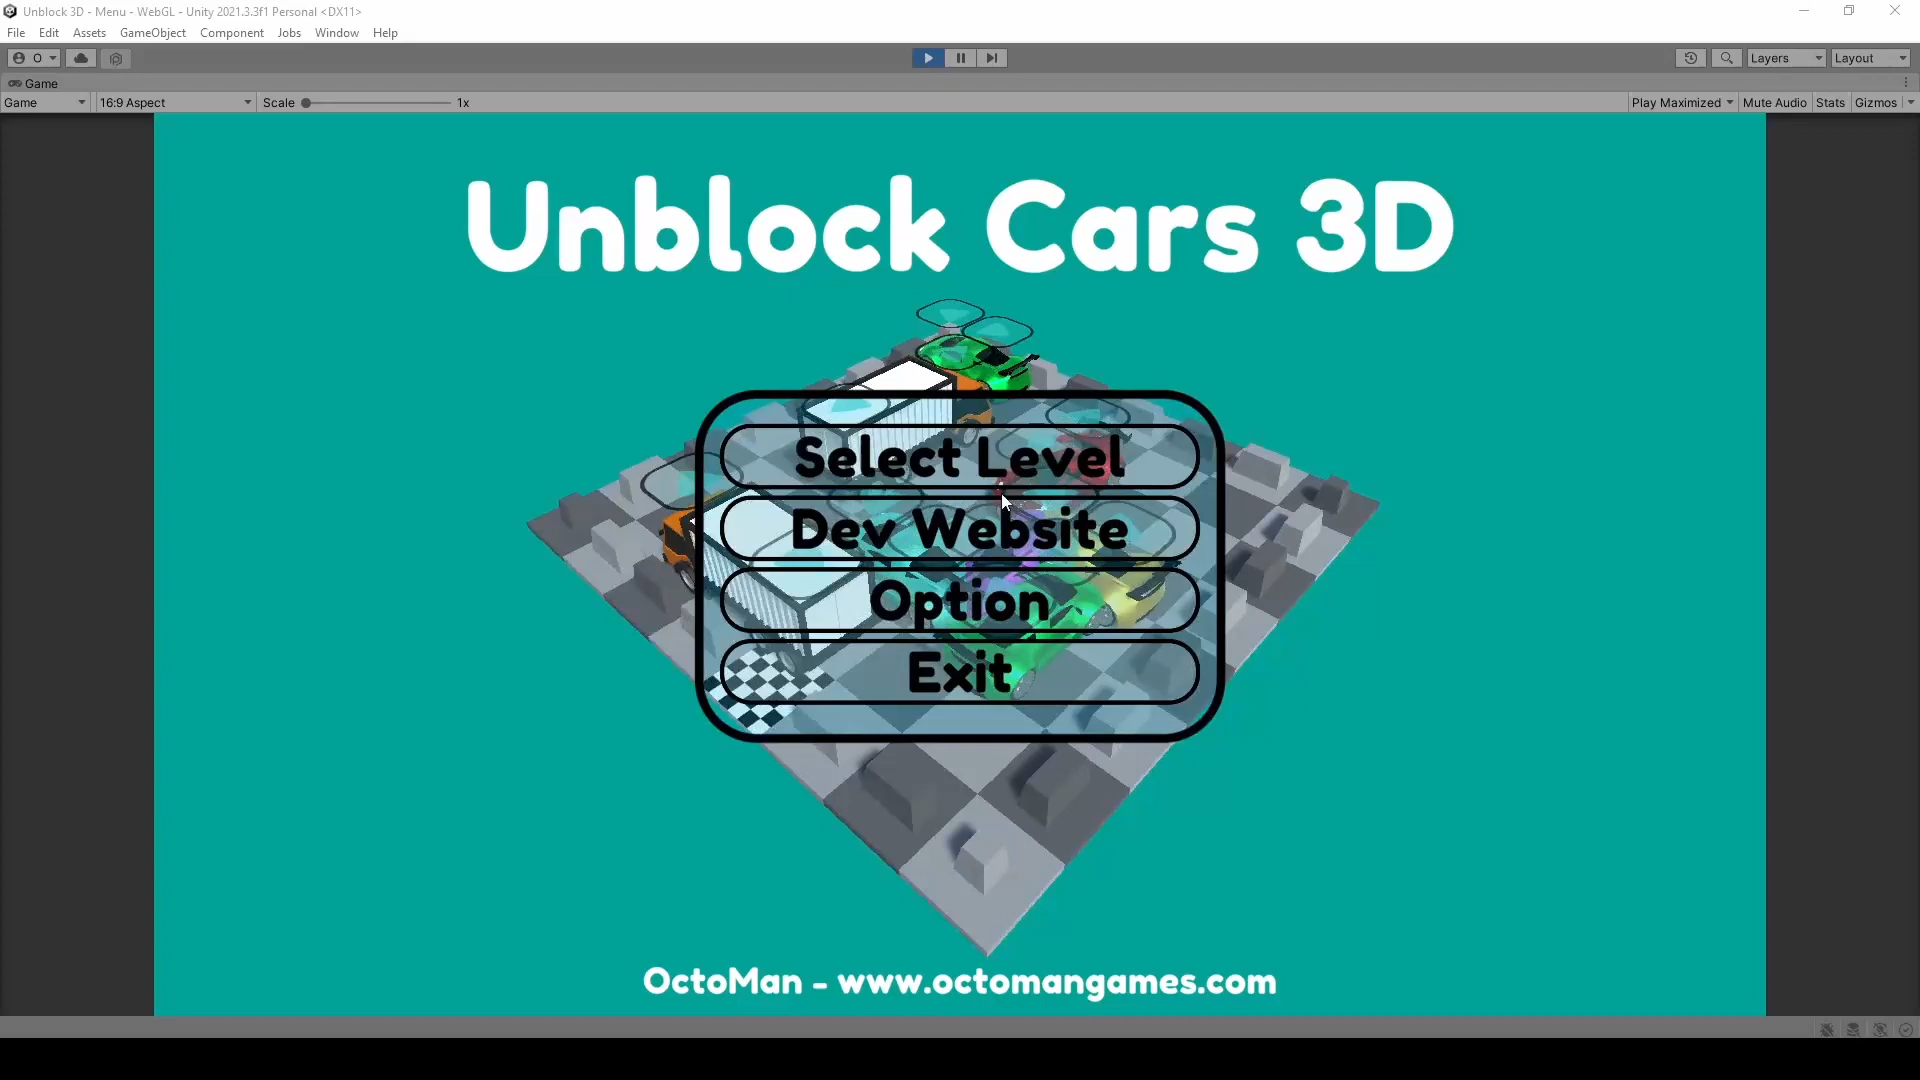 Unblock 3D - Menu - WebGL - Unity 2021.3.3f1 Personal <DX11>
File Edit Assets GameObject Component Jobs Window Help
O Layers Layout
Game
Game 16:9 Aspect Scale 1x Play Maximized Mute Audio Stats Gizmos
Unblock Cars 3D
Select Level
Dev Website
Option
Exit
OctoMan - www.octomangames.com